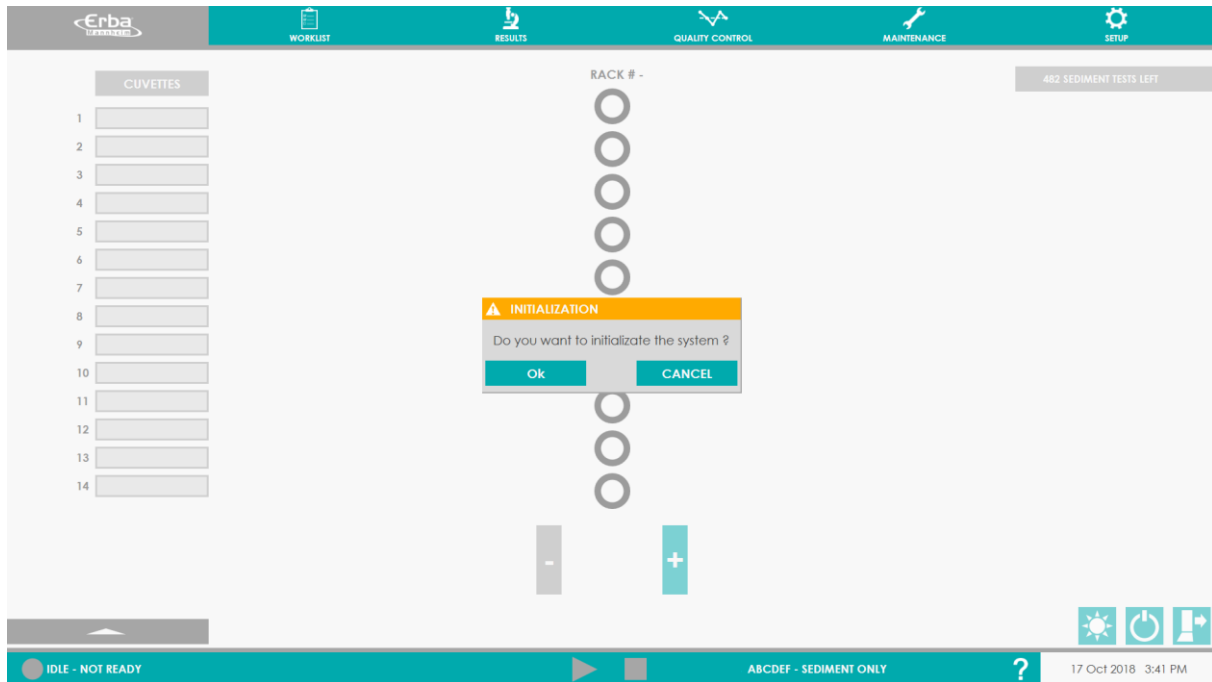 Erba
Mannheim
WORKLIST
RESULTS
QUALITY CONTROL
MAINTENANCE
SETUP
CUVETTES
RACK # -
482 SEDIMENT TESTS LEFT
1
2
3
4
5
6
7
8
9
10
11
12
13
14
INITIALIZATION
Do you want to initializate the system ?
Ok
CANCEL
-
+
IDLE - NOT READY
ABCDEF - SEDIMENT ONLY
?
17 Oct 2018 3:41 PM